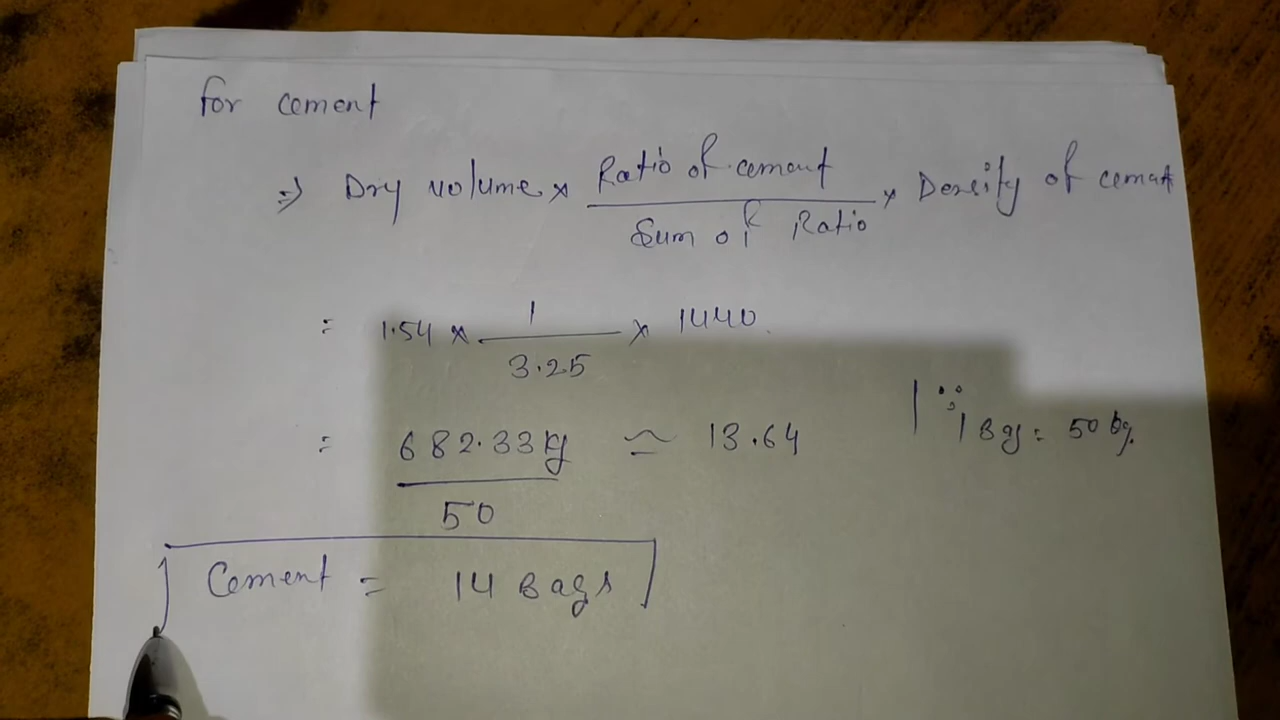 for cement
⇒ Dry volume × Ratio of cement / Sum of Ratio × Density of cement
= 1.54 × 1 / 3.25 × 1440
= 682.33 kg / 50 ≃ 13.64 | ∵ 1 Bag = 50 kg
Cement = 14 Bags